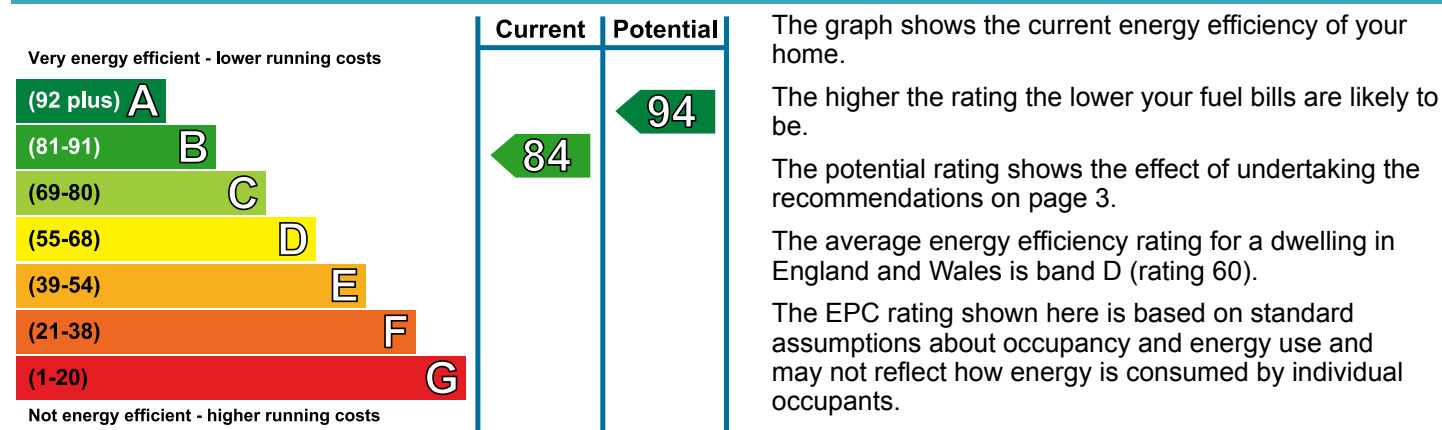 Current Potential
Very energy efficient - lower running costs
(92 plus) A
94
(81-91) B
84
(69-80) C
(55-68) D
(39-54) E
(21-38) F
(1-20) G
Not energy efficient - higher running costs
The graph shows the current energy efficiency of your
home.
The higher the rating the lower your fuel bills are likely to
be.
The potential rating shows the effect of undertaking the
recommendations on page 3.
The average energy efficiency rating for a dwelling in
England and Wales is band D (rating 60).
The EPC rating shown here is based on standard
assumptions about occupancy and energy use and
may not reflect how energy is consumed by individual
occupants.